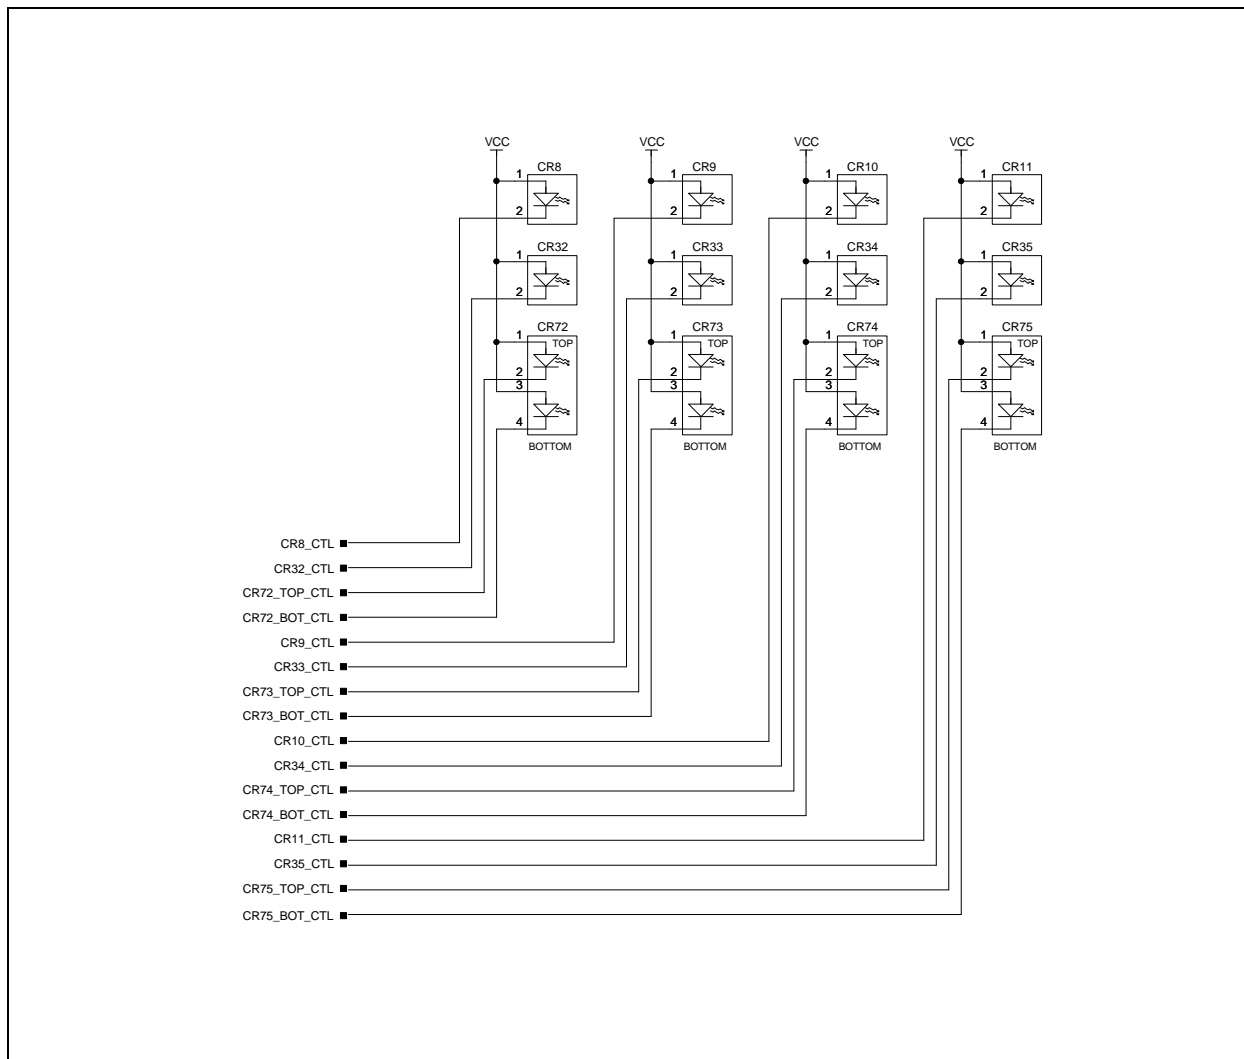 VCC VCC VCC VCC
CR8 CR9 CR10 CR11
1 1 1 1
2 2 2 2
CR32 CR33 CR34 CR35
1 1 1 1
2 2 2 2
CR72 CR73 CR74 CR75
1 TOP 1 TOP 1 TOP 1 TOP
2 2 2 2
3 3 3 3
4 4 4 4
BOTTOM BOTTOM BOTTOM BOTTOM
CR8_CTL
CR32_CTL
CR72_TOP_CTL
CR72_BOT_CTL
CR9_CTL
CR33_CTL
CR73_TOP_CTL
CR73_BOT_CTL
CR10_CTL
CR34_CTL
CR74_TOP_CTL
CR74_BOT_CTL
CR11_CTL
CR35_CTL
CR75_TOP_CTL
CR75_BOT_CTL